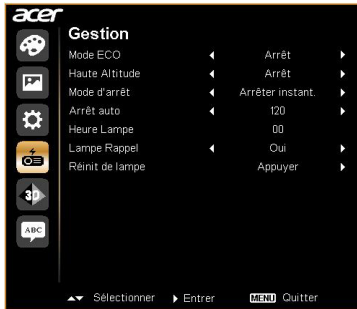 acer
Gestion
Mode ECO Arrêt
Haute Altitude Arrêt
Mode d'arrêt Arrêter instant.
Arrêt auto 120
Heure Lampe 00
Lampe Rappel Oui
Réinit de lampe Appuyer
3D
ABC
Sélectionner Entrer MENU Quitter